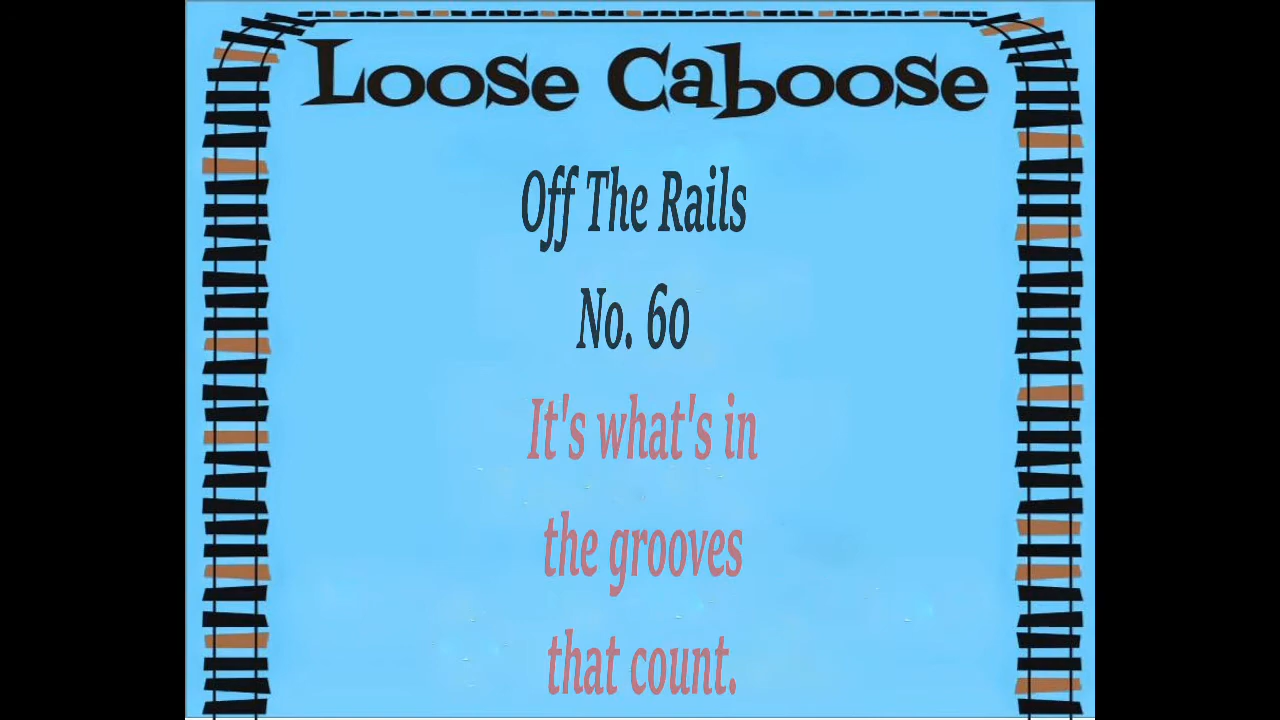 Loose Caboose
Off The Rails
No. 60
It's what's in
the grooves
that count.